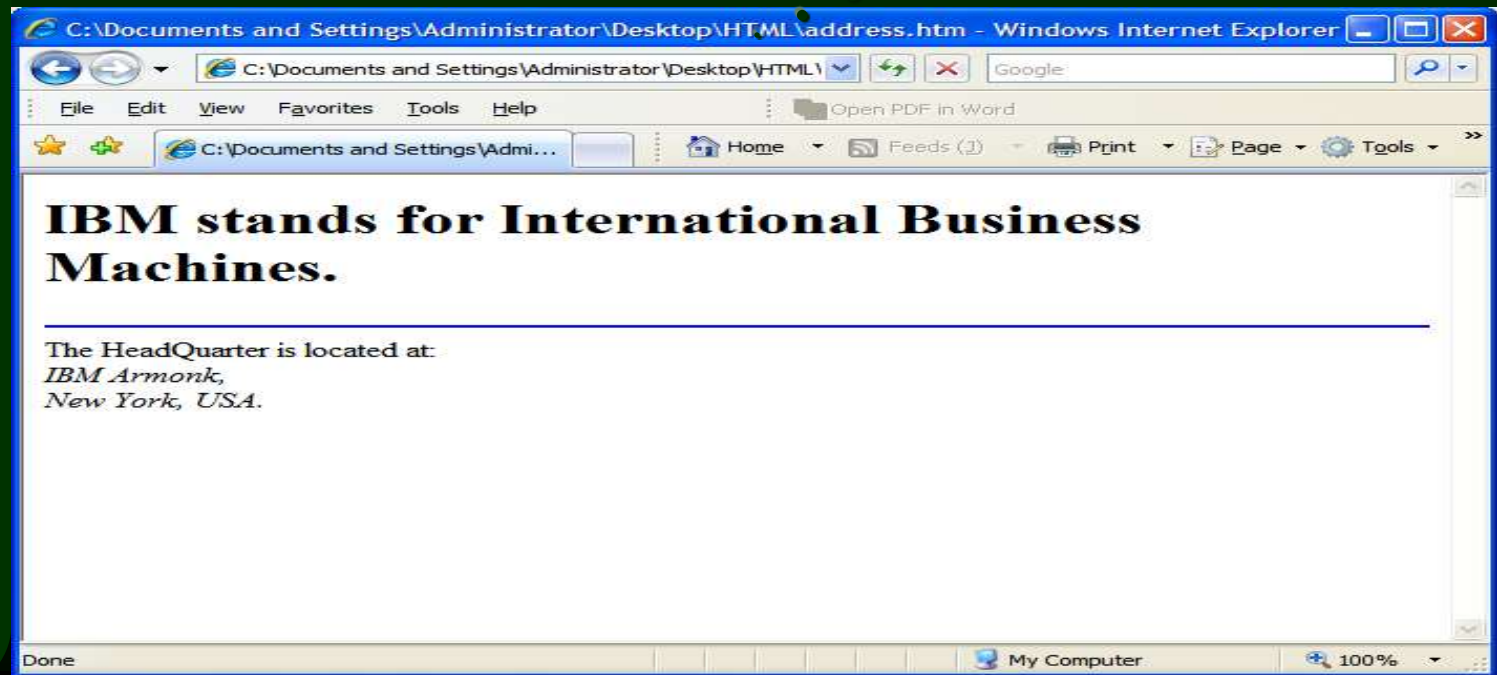 C:\Documents and Settings\Administrator\Desktop\HTML\address.htm - Windows Internet Explorer
C:\Documents and Settings\Administrator\Desktop\HTML\ Google
File Edit View Favorites Tools Help Open PDF in Word
C:\Documents and Settings\Admi... Home Feeds (J) Print Page Tools
IBM stands for International Business
Machines.
The HeadQuarter is located at:
IBM Armonk,
New York, USA.
Done My Computer 100%